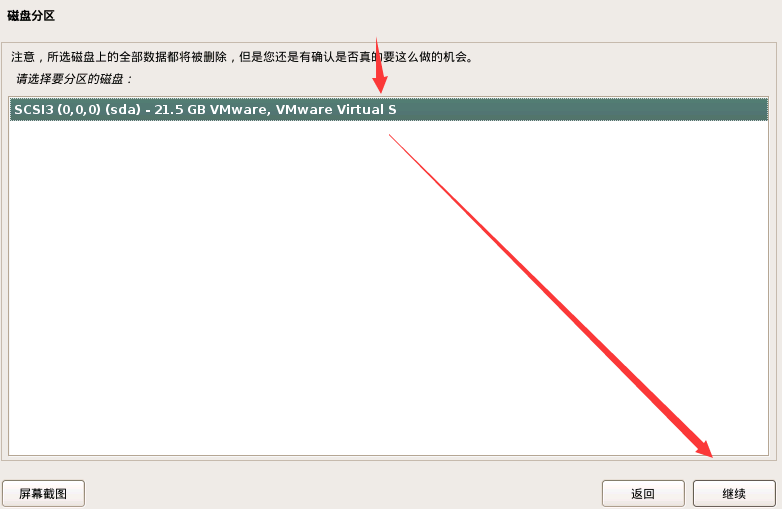 磁盘分区
注意，所选磁盘上的全部数据都将被删除，但是您还是有确认是否真的要这么做的机会。
请选择要分区的磁盘：
SCSI3 (0,0,0) (sda) - 21.5 GB VMware, VMware Virtual S
屏幕截图
返回
继续